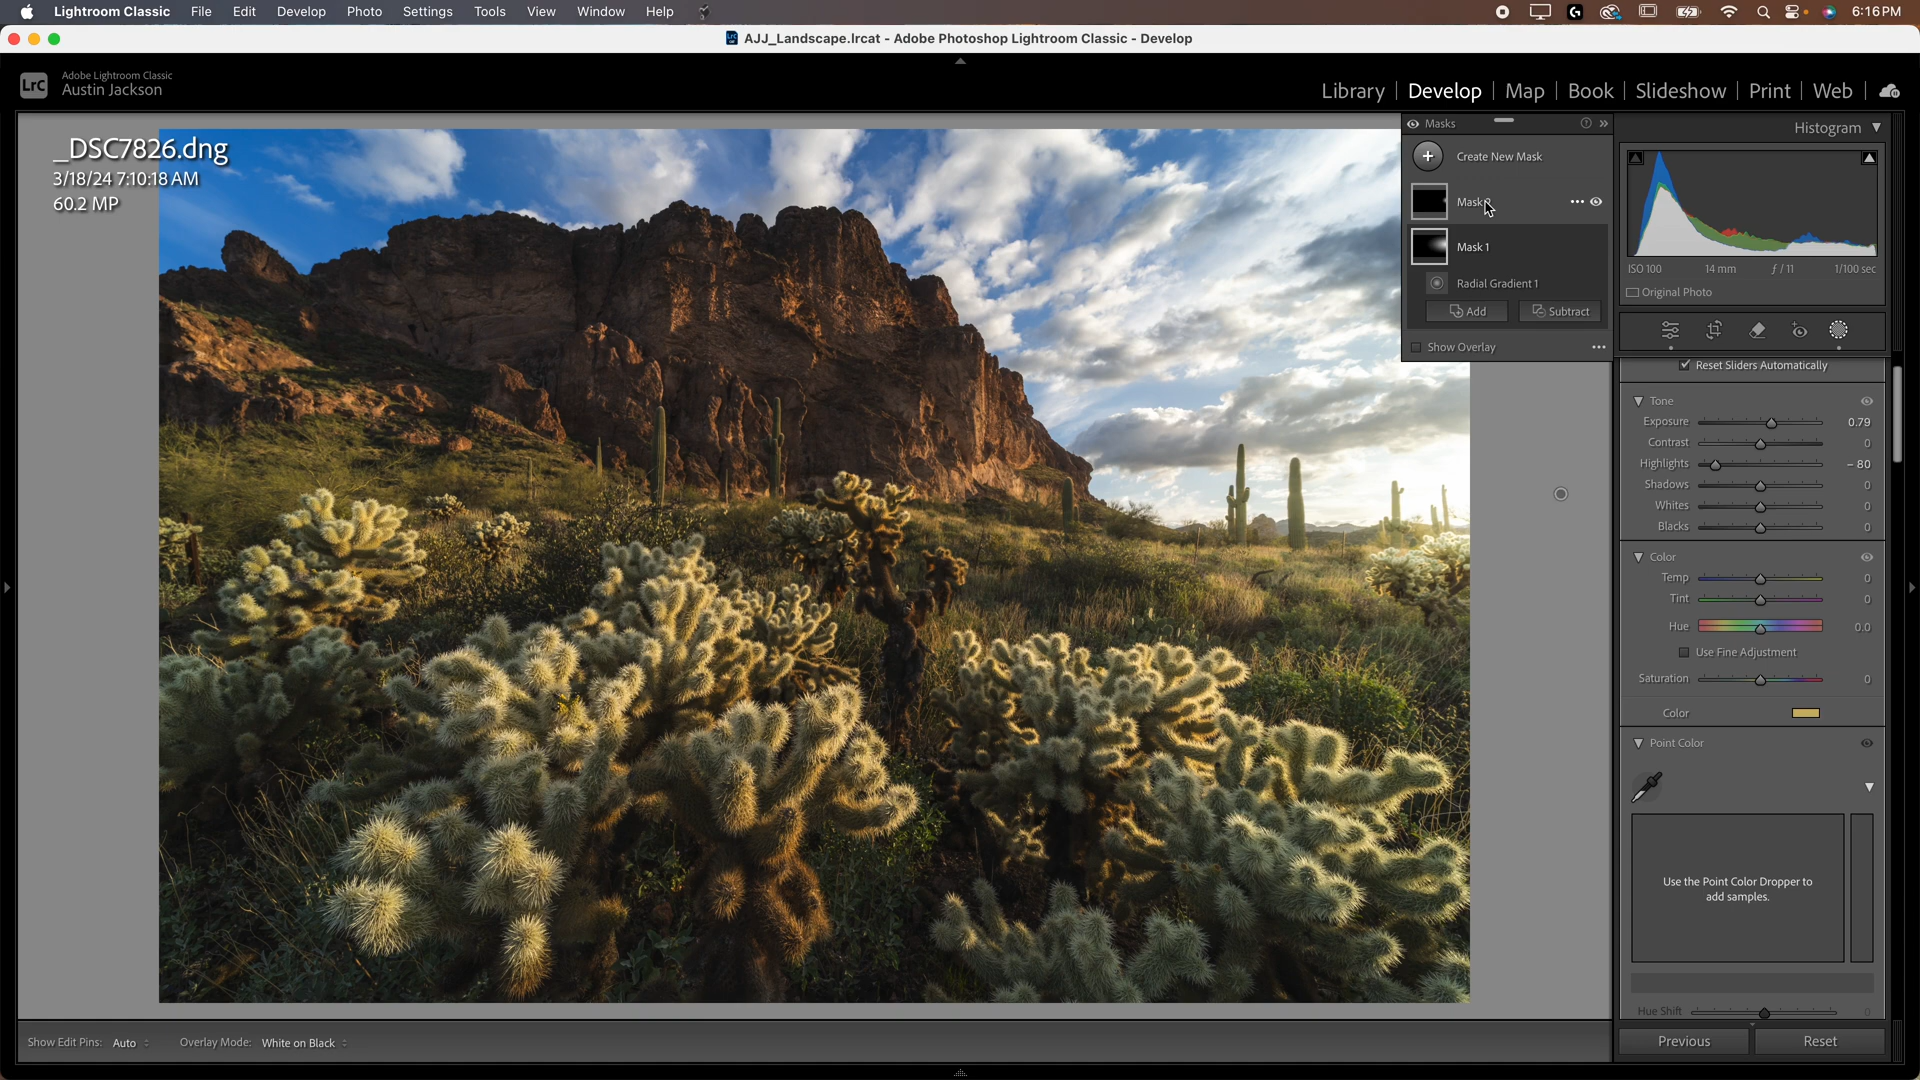 Lightroom Classic File Edit Develop Photo Settings Tools View Window Help 6:16 PM
LrC AJJ_Landscape.lrcat - Adobe Photoshop Lightroom Classic - Develop
LrC Adobe Lightroom Classic
Austin Jackson
Library | Develop | Map | Book | Slideshow | Print | Web
_DSC7826.dng
3/18/24 7:10:18 AM
60.2 MP
Masks
Create New Mask
Mask 2
Mask 1
Radial Gradient 1
Add Subtract
Show Overlay
Histogram
ISO 100 14 mm ƒ / 11 1/100 sec
Original Photo
Reset Sliders Automatically
Tone
Exposure 0.79
Contrast 0
Highlights – 80
Shadows 0
Whites 0
Blacks 0
Color
Temp 0
Tint 0
Hue 0.0
Use Fine Adjustment
Saturation 0
Color
Point Color
Use the Point Color Dropper to
add samples.
Hue Shift 0
Previous Reset
Show Edit Pins: Auto Overlay Mode: White on Black